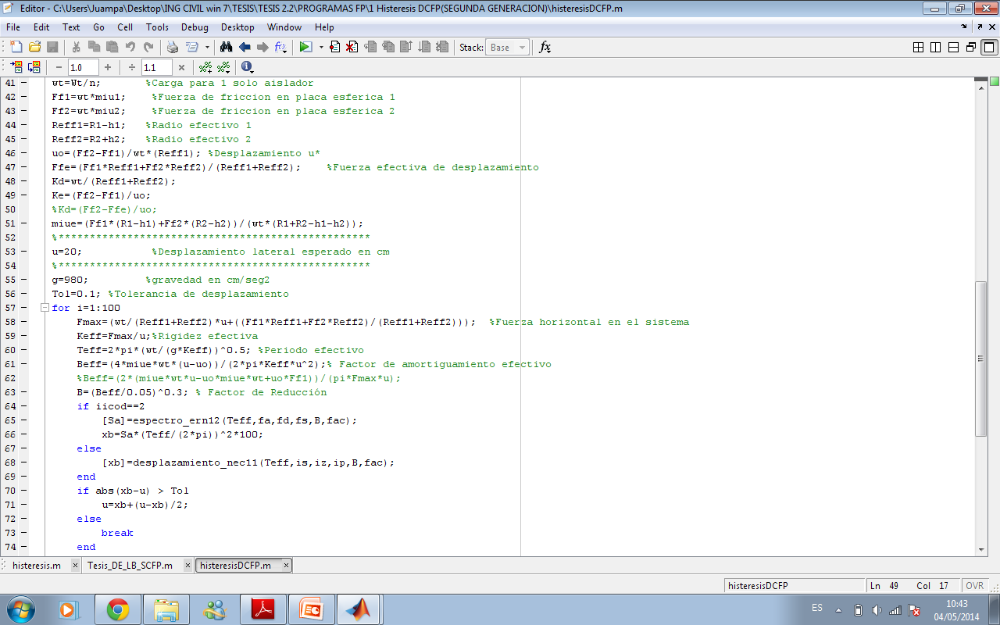 Editor - C:\Users\Juampa\Desktop\ING CIVIL win 7\TESIS\TESIS 2.2\PROGRAMAS FP\1 Histeresis DCFP(SEGUNDA GENERACION)\histeresisDCFP.m
File Edit Text Go Cell Tools Debug Desktop Window Help
Stack: Base fx
− 1.0 + ÷ 1.1 ×
41 − wt=Wt/n; %Carga para 1 solo aislador
42 − Ff1=wt*miu1; %Fuerza de friccion en placa esferica 1
43 − Ff2=wt*miu2; %Fuerza de friccion en placa esferica 2
44 − Reff1=R1-h1; %Radio efectivo 1
45 − Reff2=R2+h2; %Radio efectivo 2
46 − uo=(Ff2-Ff1)/wt*(Reff1); %Desplazamiento u*
47 − Ffe=(Ff1*Reff1+Ff2*Reff2)/(Reff1+Reff2); %Fuerza efectiva de desplazamiento
48 − Kd=wt/(Reff1+Reff2);
49 − Ke=(Ff2-Ff1)/uo;
50 %Kd=(Ff2-Ffe)/uo;
51 − miue=(Ff1*(R1-h1)+Ff2*(R2-h2))/(wt*(R1+R2-h1-h2));
52 %**************************************************
53 − u=20; %Desplazamiento lateral esperado en cm
54 %**************************************************
55 − g=980; %gravedad en cm/seg2
56 − Tol=0.1; %Tolerancia de desplazamiento
57 − for i=1:100
58 − Fmax=(wt/(Reff1+Reff2)*u+((Ff1*Reff1+Ff2*Reff2)/(Reff1+Reff2))); %Fuerza horizontal en el sistema
59 − Keff=Fmax/u;%Rigidez efectiva
60 − Teff=2*pi*(wt/(g*Keff))^0.5; %Periodo efectivo
61 − Beff=(4*miue*wt*(u-uo))/(2*pi*Keff*u^2);% Factor de amortiguamiento efectivo
62 %Beff=(2*(miue*wt*u-uo*miue*wt+uo*Ff1))/(pi*Fmax*u);
63 − B=(Beff/0.05)^0.3; % Factor de Reducción
64 − if iicod==2
65 − [Sa]=espectro_ern12(Teff,fa,fd,fs,B,fac);
66 − xb=Sa*(Teff/(2*pi))^2*100;
67 − else
68 − [xb]=desplazamiento_nec11(Teff,is,iz,ip,B,fac);
69 − end
70 − if abs(xb-u) > Tol
71 − u=xb+(u-xb)/2;
72 − else
73 − break
74 − end
histeresis.m × Tesis_DE_LB_SCFP.m × histeresisDCFP.m ×
histeresisDCFP Ln 49 Col 17 OVR
ES 10:43
04/05/2014